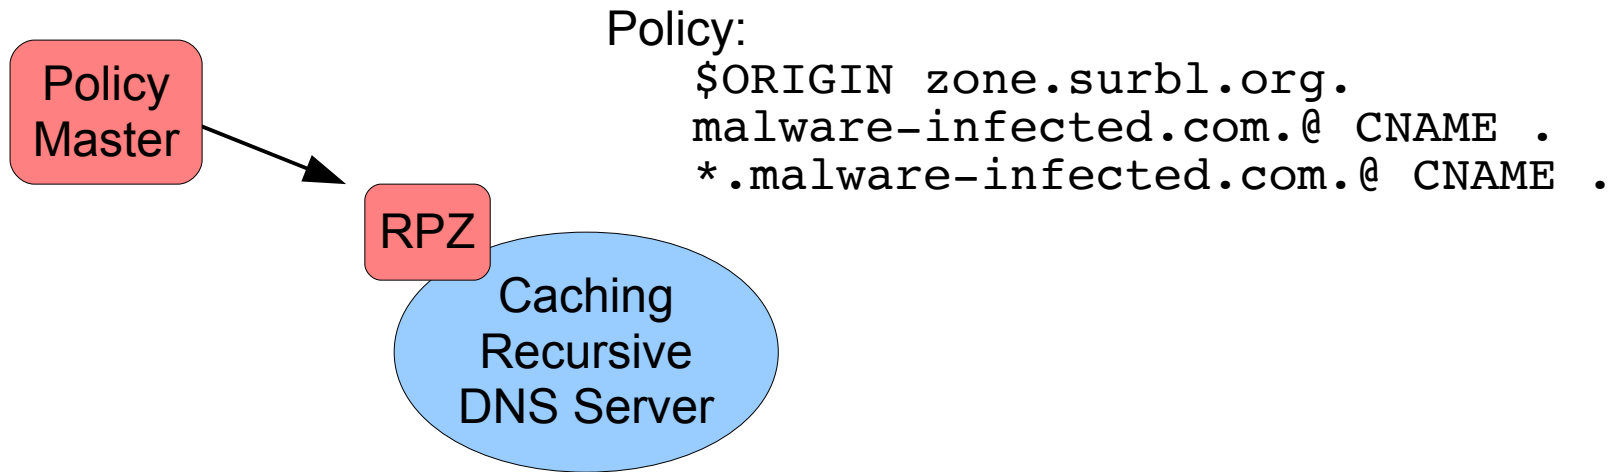 Policy
Master
Policy:
$ORIGIN zone.surbl.org.
malware-infected.com.@ CNAME .
*.malware-infected.com.@ CNAME .
RPZ
Caching
Recursive
DNS Server